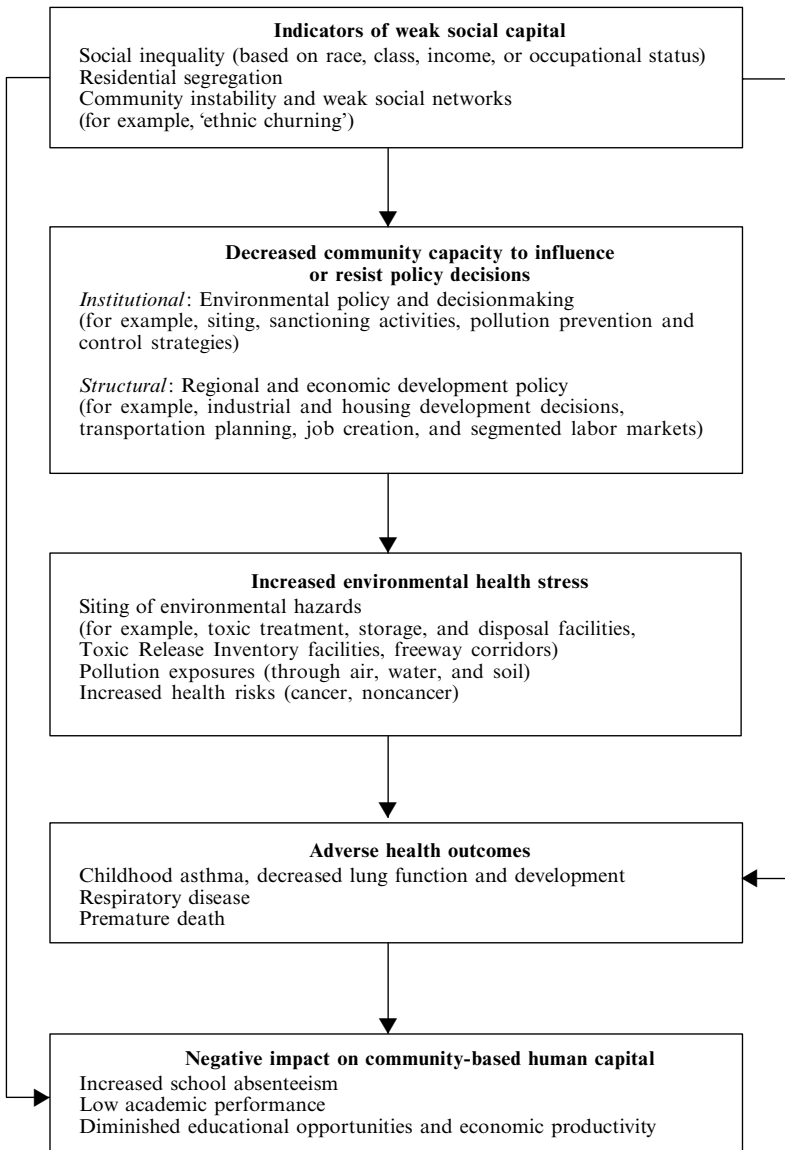 Indicators of weak social capital
Social inequality (based on race, class, income, or occupational status)
Residential segregation
Community instability and weak social networks
(for example, ‘ethnic churning’)
Decreased community capacity to influence
or resist policy decisions
Institutional: Environmental policy and decisionmaking
(for example, siting, sanctioning activities, pollution prevention and
control strategies)
Structural: Regional and economic development policy
(for example, industrial and housing development decisions,
transportation planning, job creation, and segmented labor markets)
Increased environmental health stress
Siting of environmental hazards
(for example, toxic treatment, storage, and disposal facilities,
Toxic Release Inventory facilities, freeway corridors)
Pollution exposures (through air, water, and soil)
Increased health risks (cancer, noncancer)
Adverse health outcomes
Childhood asthma, decreased lung function and development
Respiratory disease
Premature death
Negative impact on community-based human capital
Increased school absenteeism
Low academic performance
Diminished educational opportunities and economic productivity